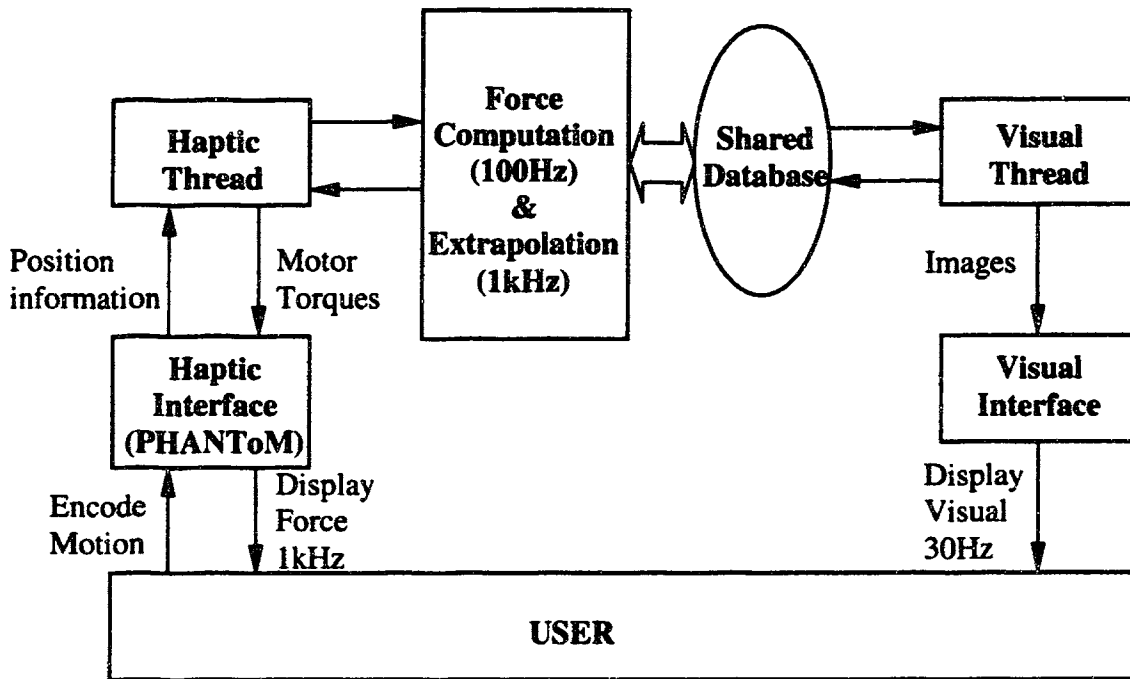 Haptic
Thread
Force
Computation
(100Hz)
&
Extrapolation
(1kHz)
Shared
Database
Visual
Thread
Position
information
Motor
Torques
Images
Haptic
Interface
(PHANToM)
Visual
Interface
Encode
Motion
Display
Force
1kHz
Display
Visual
30Hz
USER